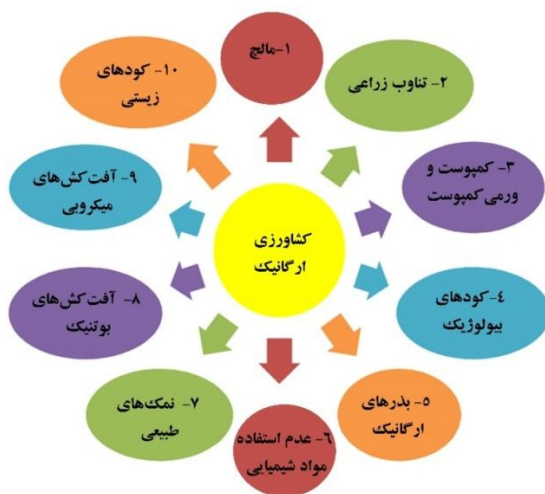 کشاورزی
ارگانیک
۱-مالچ
۲- تناوب زراعی
۳- کمپوست و
ورمی‌کمپوست
۴-کودهای
بیولوژیک
۵- بذرهای
ارگانیک
۶- عدم استفاده
مواد شیمیایی
۷- نمک‌های
طبیعی
۸- آفت‌کش‌های
بوتنیک
۹- آفت‌کش‌های
میکروبی
۱۰- کودهای
زیستی